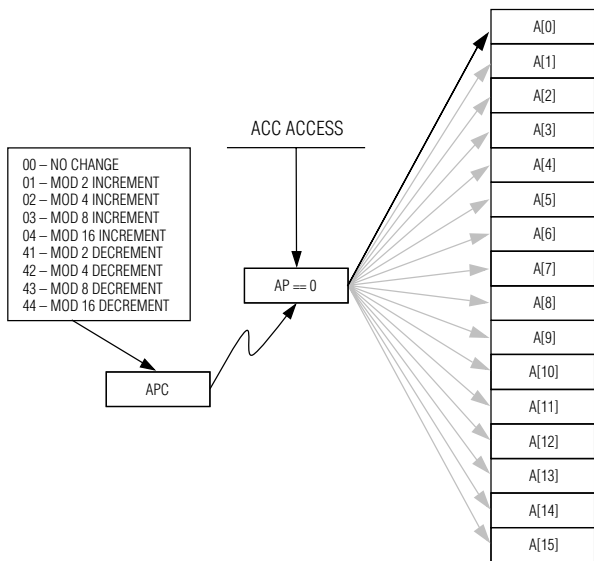 ACC ACCESS
00 – NO CHANGE
01 – MOD 2 INCREMENT
02 – MOD 4 INCREMENT
03 – MOD 8 INCREMENT
04 – MOD 16 INCREMENT
41 – MOD 2 DECREMENT
42 – MOD 4 DECREMENT
43 – MOD 8 DECREMENT
44 – MOD 16 DECREMENT
AP == 0
APC
A[0]
A[1]
A[2]
A[3]
A[4]
A[5]
A[6]
A[7]
A[8]
A[9]
A[10]
A[11]
A[12]
A[13]
A[14]
A[15]